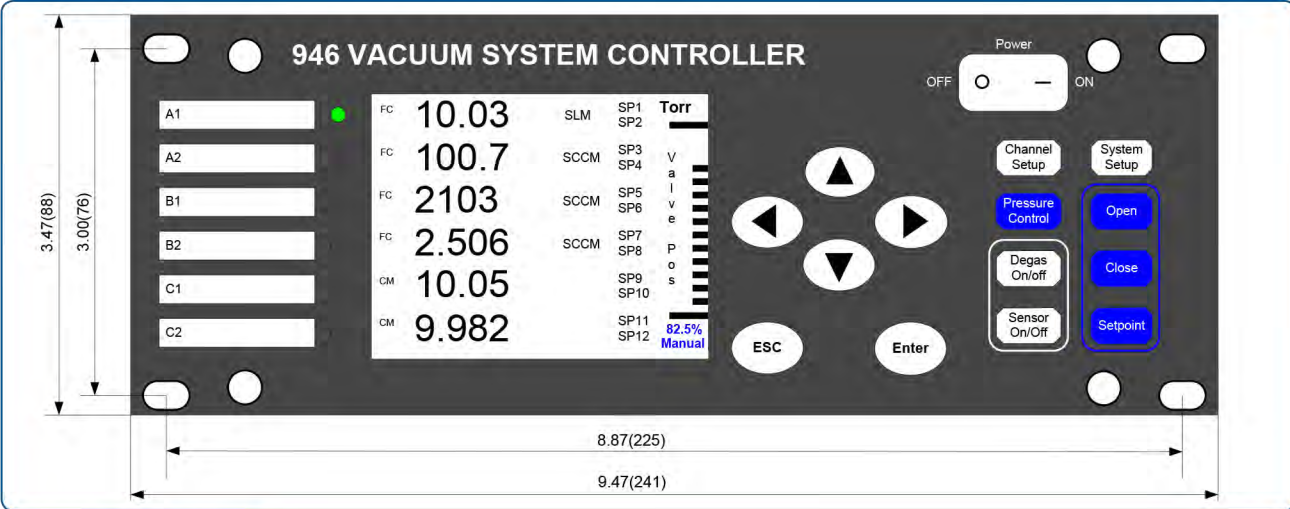 946 VACUUM SYSTEM CONTROLLER
Power
OFF
ON
A1
A2
B1
B2
C1
C2
FC 10.03 SLM SP1 Torr
SP2
FC 100.7 SCCM SP3
SP4
FC 2103 SCCM SP5
SP6
FC 2.506 SCCM SP7
SP8
CM 10.05 SP9
SP10
CM 9.982 SP11
SP12
Valve Pos
82.5%
Manual
ESC
Enter
Channel
Setup
System
Setup
Pressure
Control
Open
Degas
On/off
Close
Sensor
On/Off
Setpoint
3.47(88)
3.00(76)
8.87(225)
9.47(241)